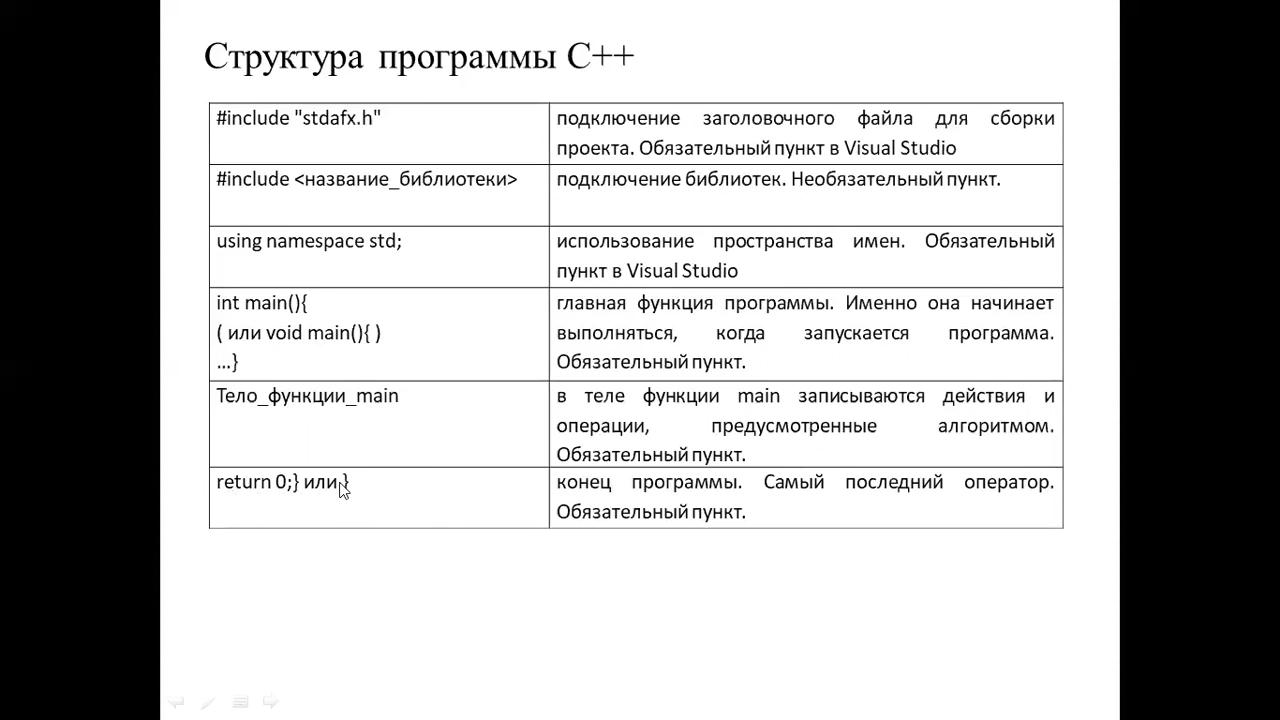 Структура программы C++
#include "stdafx.h"
подключение заголовочного файла для сборки
проекта. Обязательный пункт в Visual Studio
#include <название_библиотеки>
подключение библиотек. Необязательный пункт.
using namespace std;
использование пространства имен. Обязательный
пункт в Visual Studio
int main(){
( или void main(){ )
…}
главная функция программы. Именно она начинает
выполняться, когда запускается программа.
Обязательный пункт.
Тело_функции_main
в теле функции main записываются действия и
операции, предусмотренные алгоритмом.
Обязательный пункт.
return 0;} или }
конец программы. Самый последний оператор.
Обязательный пункт.